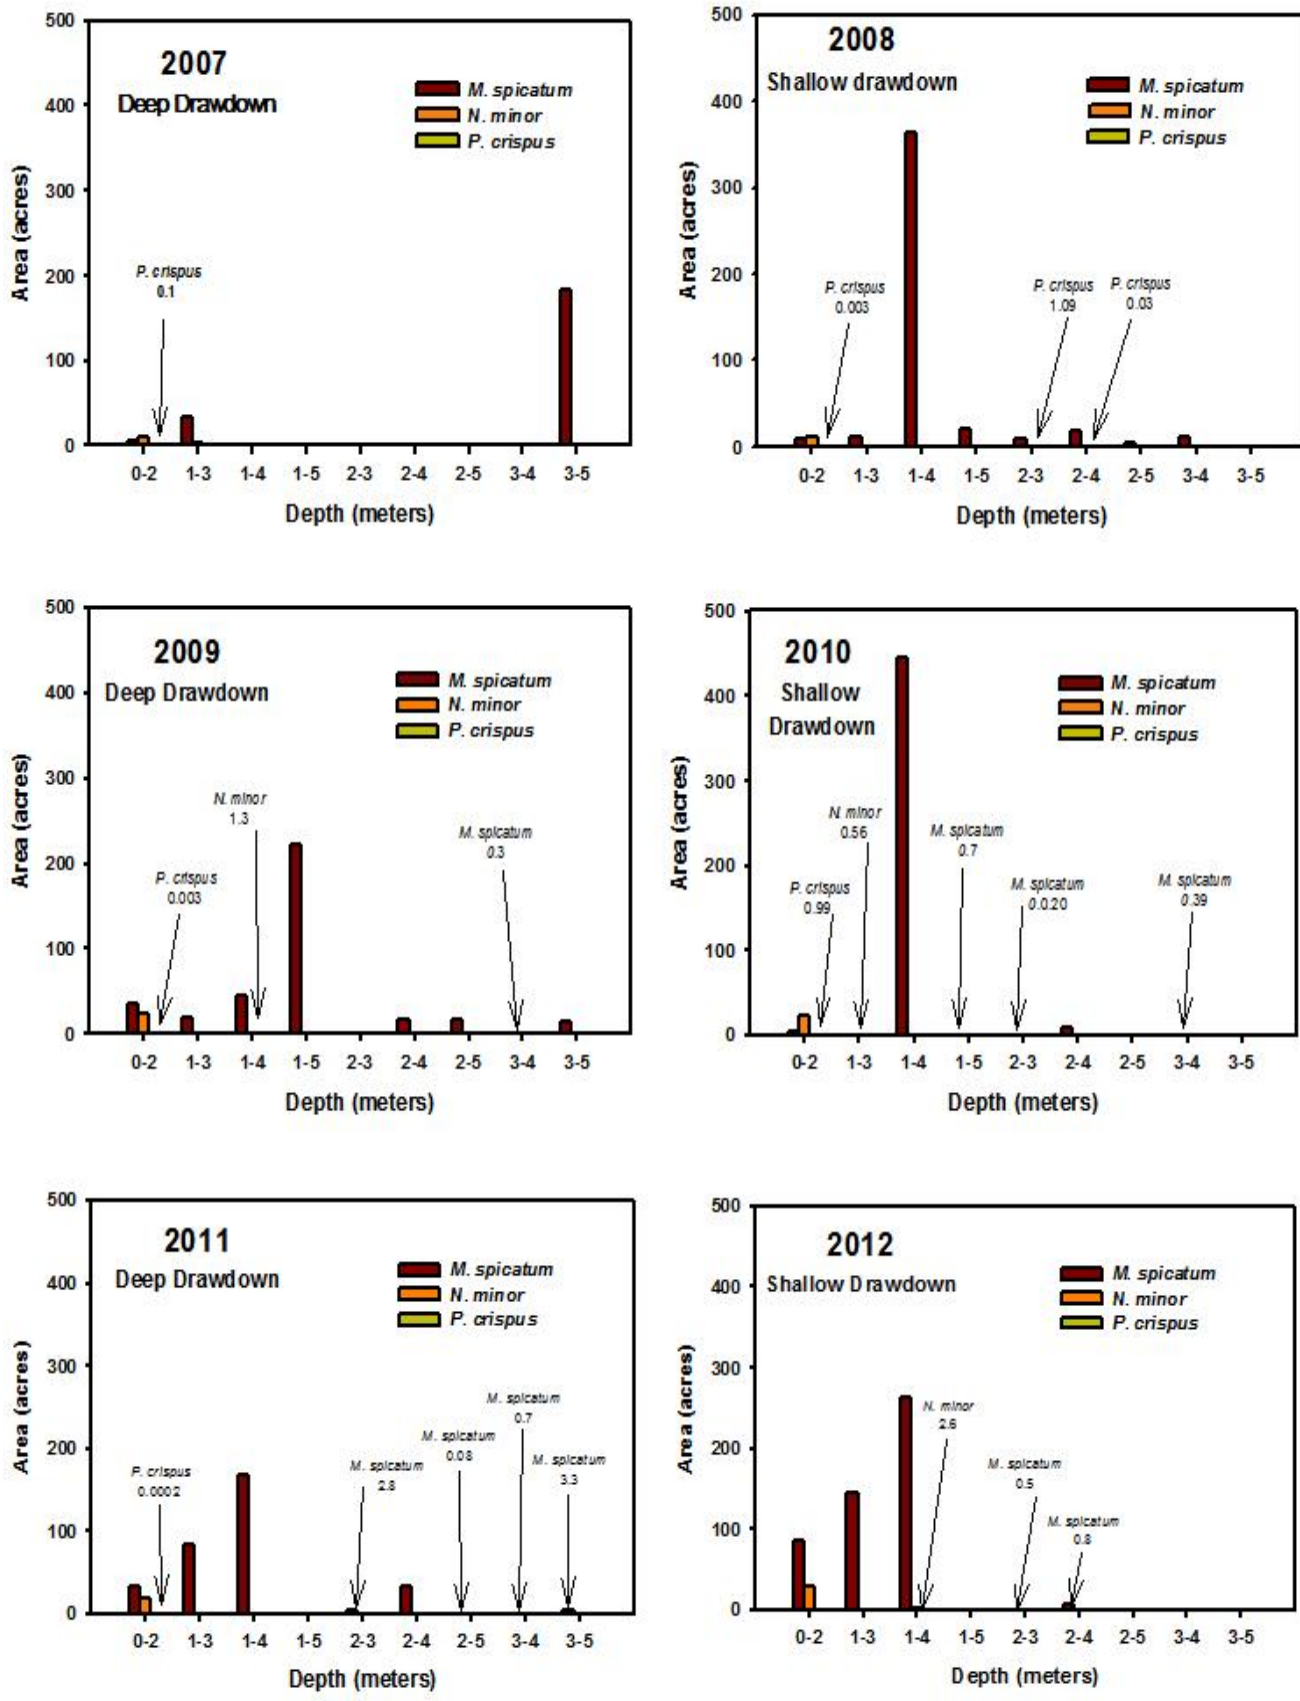 500
400
300
200
100
0
Area (acres)
2007
Deep Drawdown
M. spicatum
N. minor
P. crispus
P. crispus
0.1
0-2 1-3 1-4 1-5 2-3 2-4 2-5 3-4 3-5
Depth (meters)
500
400
300
200
100
0
Area (acres)
2008
Shallow drawdown
M. spicatum
N. minor
P. crispus
P. crispus
0.003
P. crispus
1.09
P. crispus
0.03
0-2 1-3 1-4 1-5 2-3 2-4 2-5 3-4 3-5
Depth (meters)
500
400
300
200
100
0
Area (acres)
2009
Deep Drawdown
M. spicatum
N. minor
P. crispus
P. crispus
0.003
N. minor
1.3
M. spicatum
0.3
0-2 1-3 1-4 1-5 2-3 2-4 2-5 3-4 3-5
Depth (meters)
500
400
300
200
100
0
Area (acres)
2010
Shallow
Drawdown
M. spicatum
N. minor
P. crispus
P. crispus
0.99
N. minor
0.56
M. spicatum
0.7
M. spicatum
0.0.20
M. spicatum
0.39
0-2 1-3 1-4 1-5 2-3 2-4 2-5 3-4 3-5
Depth (meters)
500
400
300
200
100
0
Area (acres)
2011
Deep Drawdown
M. spicatum
N. minor
P. crispus
P. crispus
0.0002
M. spicatum
2.8
M. spicatum
0.08
M. spicatum
0.7
M. spicatum
3.3
0-2 1-3 1-4 1-5 2-3 2-4 2-5 3-4 3-5
Depth (meters)
500
400
300
200
100
0
Area (acres)
2012
Shallow Drawdown
M. spicatum
N. minor
P. crispus
N. minor
2.6
M. spicatum
0.5
M. spicatum
0.8
0-2 1-3 1-4 1-5 2-3 2-4 2-5 3-4 3-5
Depth (meters)